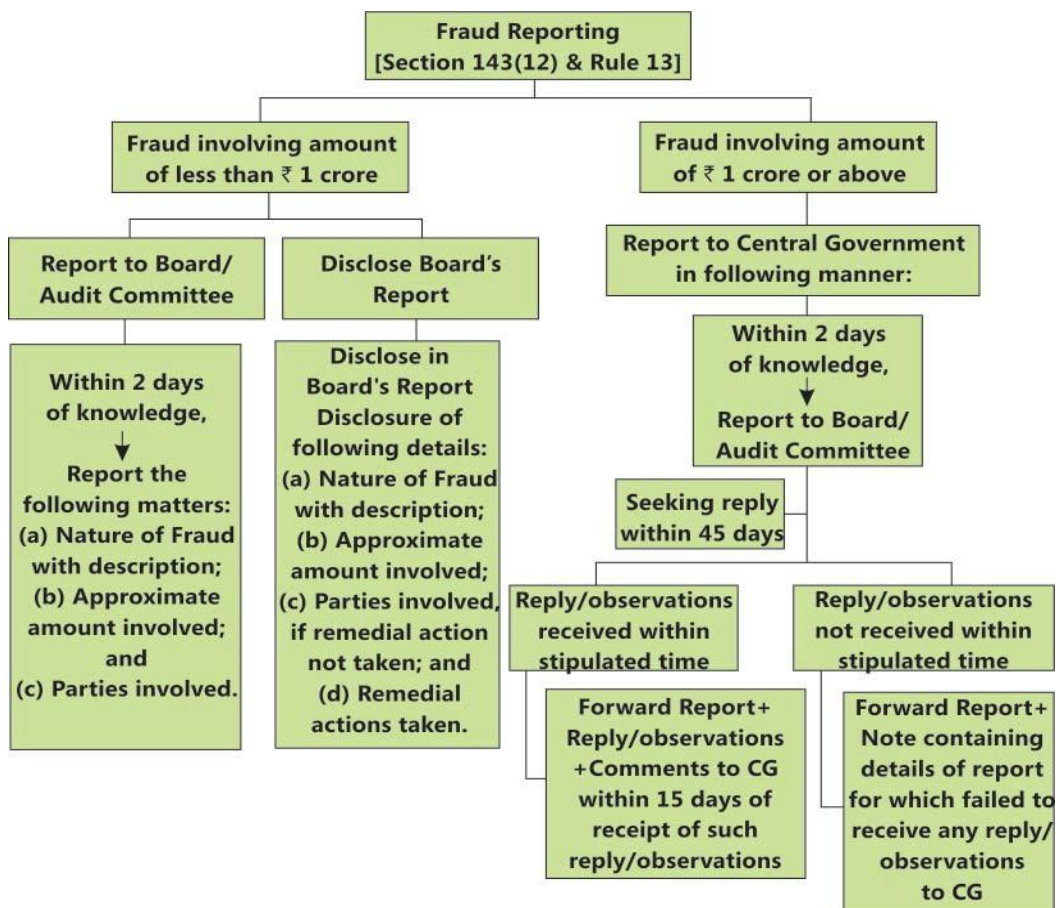 Fraud Reporting
[Section 143(12) & Rule 13]
Fraud involving amount
of less than ₹ 1 crore
Fraud involving amount
of ₹ 1 crore or above
Report to Board/
Audit Committee
Disclose Board's
Report
Report to Central Government
in following manner:
Within 2 days
of knowledge,
Report the
following matters:
(a) Nature of Fraud
with description;
(b) Approximate
amount involved;
and
(c) Parties involved.
Disclose in
Board's Report
Disclosure of
following details:
(a) Nature of Fraud
with description;
(b) Approximate
amount involved;
(c) Parties involved,
if remedial action
not taken; and
(d) Remedial
actions taken.
Within 2 days
of knowledge,
Report to Board/
Audit Committee
Seeking reply
within 45 days
Reply/observations
received within
stipulated time
Reply/observations
not received within
stipulated time
Forward Report+
Reply/observations
+Comments to CG
within 15 days of
receipt of such
reply/observations
Forward Report+
Note containing
details of report
for which failed to
receive any reply/
observations
to CG